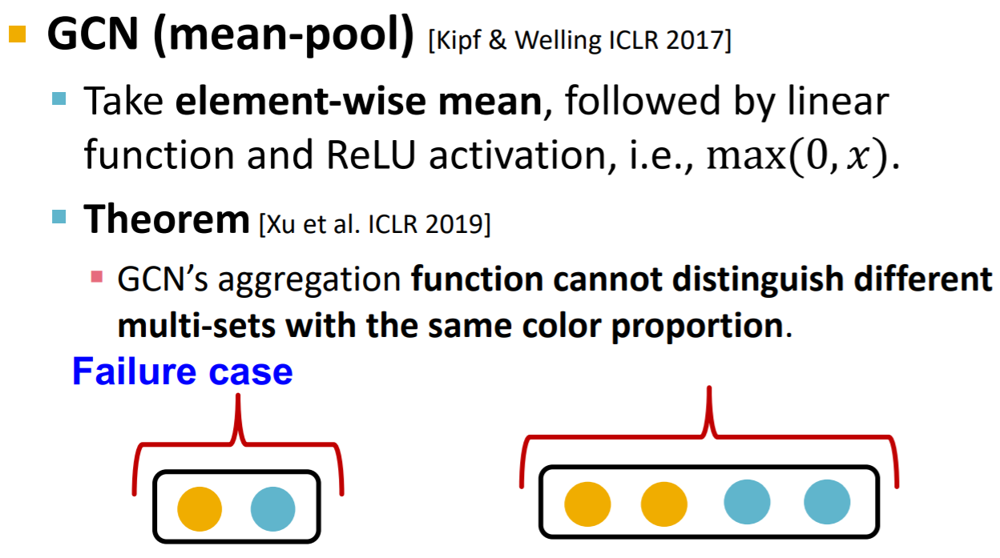 GCN (mean-pool) [Kipf & Welling ICLR 2017]
Take element-wise mean, followed by linear
function and ReLU activation, i.e., max(0, x).
Theorem [Xu et al. ICLR 2019]
GCN’s aggregation function cannot distinguish different
multi-sets with the same color proportion.
Failure case